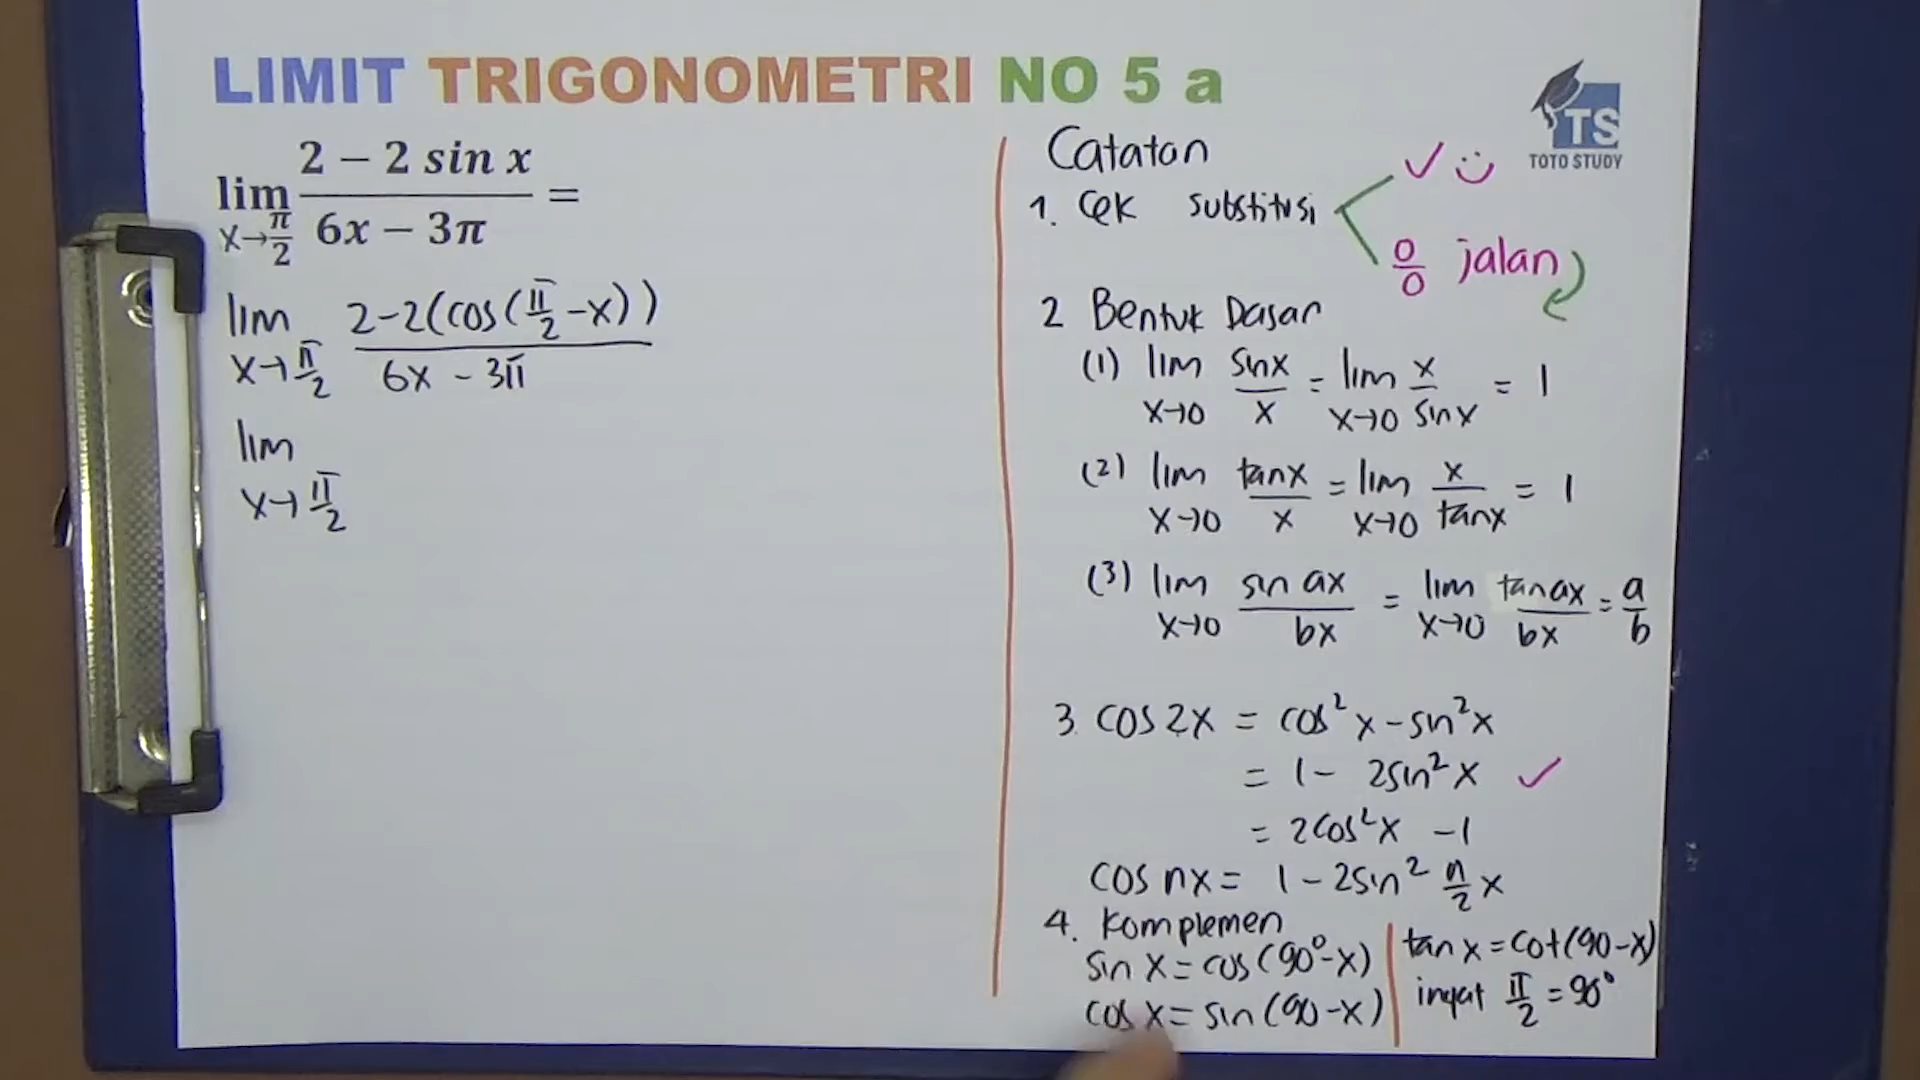 LIMIT TRIGONOMETRI NO 5 a
TS
TOTO STUDY
lim x→π/2 (2 − 2 sin x)/(6x − 3π) =
lim x→π/2 (2-2(cos(π/2 -x)))/(6x - 3π)
lim x→π/2
Catatan
1. Cek Substitusi ✓
0/0 jalan
2 Bentuk Dasar
(1) lim x→0 sinx/x = lim x→0 x/sinx = 1
(2) lim x→0 tanx/x = lim x→0 x/tanx = 1
(3) lim x→0 sin ax/bx = lim x→0 tan ax/bx = a/b
3. cos 2x = cos² x - sin² x
= 1 - 2sin² x ✓
= 2cos² x - 1
cos nx = 1 - 2sin² n/2 x
4. Komplemen
sin x = cos (90° - x)
cos x = sin (90 - x)
tan x = cot (90 - x)
ingat π/2 = 90°